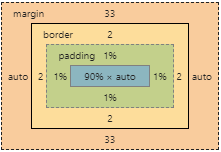 margin 33
border 2
padding 1%
auto 2 1% 90% × auto 1% 2 auto
1%
2
33